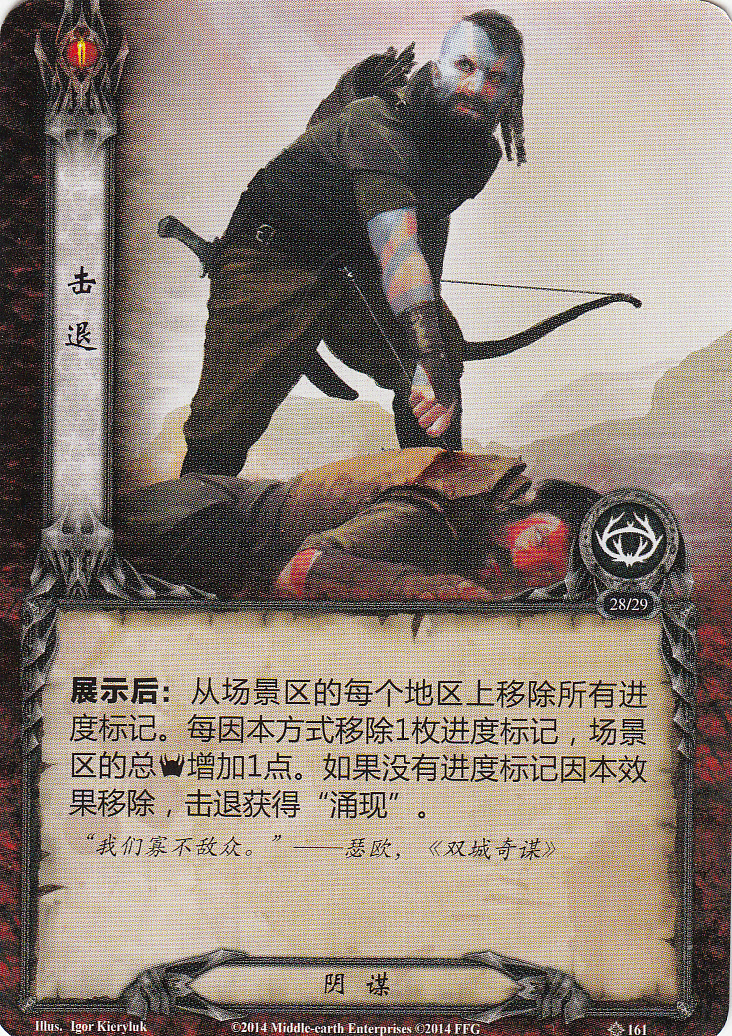 击退
28/29
展示后：从场景区的每个地区上移除所有进
度标记。每因本方式移除1枚进度标记，场景
区的总增加1点。如果没有进度标记因本效
果移除，击退获得“涌现”。
“我们寡不敌众。”——瑟欧，《双城奇谋》
阴谋
Illus. Igor Kieryluk
©2014 Middle-earth Enterprises ©2014 FFG
161